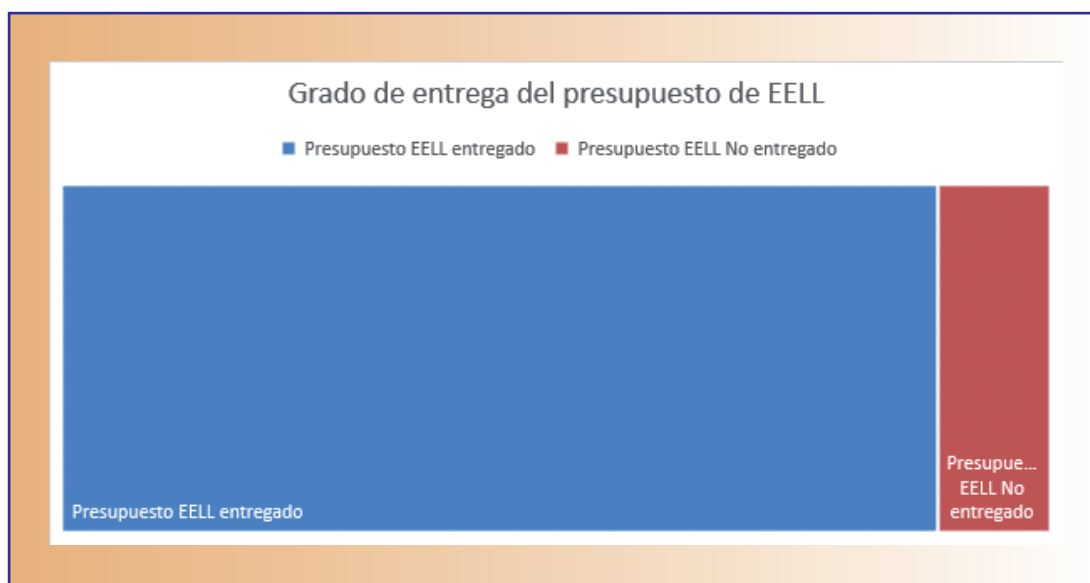 Grado de entrega del presupuesto de EELL
Presupuesto EELL entregado Presupuesto EELL No entregado
Presupuesto EELL entregado
Presupue...
EELL No
entregado